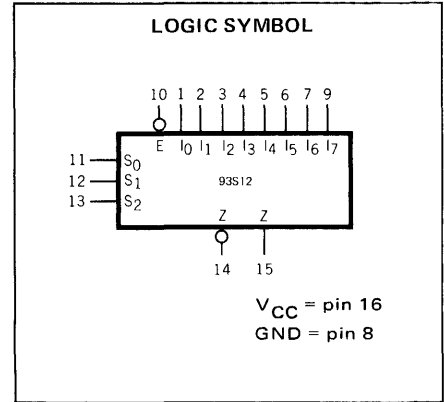 LOGIC SYMBOL
10 1 2 3 4 5 6 7 9
E I0 I1 I2 I3 I4 I5 I6 I7
11 S0
12 S1
13 S2
93S12
Z Z
14 15
VCC = pin 16
GND = pin 8